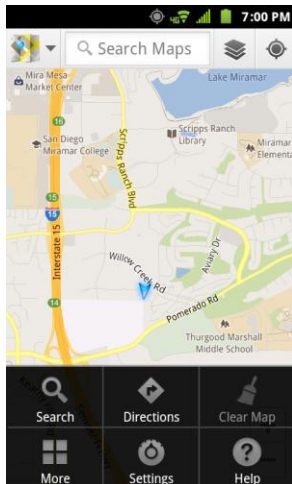 4G 7:00 PM
Search Maps
Mira Mesa
Market Center
Lake Miramar
16
San Diego
Miramar College
Scripps Ranch Blvd
Scripps Ranch
Library
Miramar
Elementa
15
15
Interstate 15
Willow Creek Rd
Aviary Dr
14
Pomerado Rd
Thurgood Marshall
Middle School
Search
Directions
Clear Map
More
Settings
Help